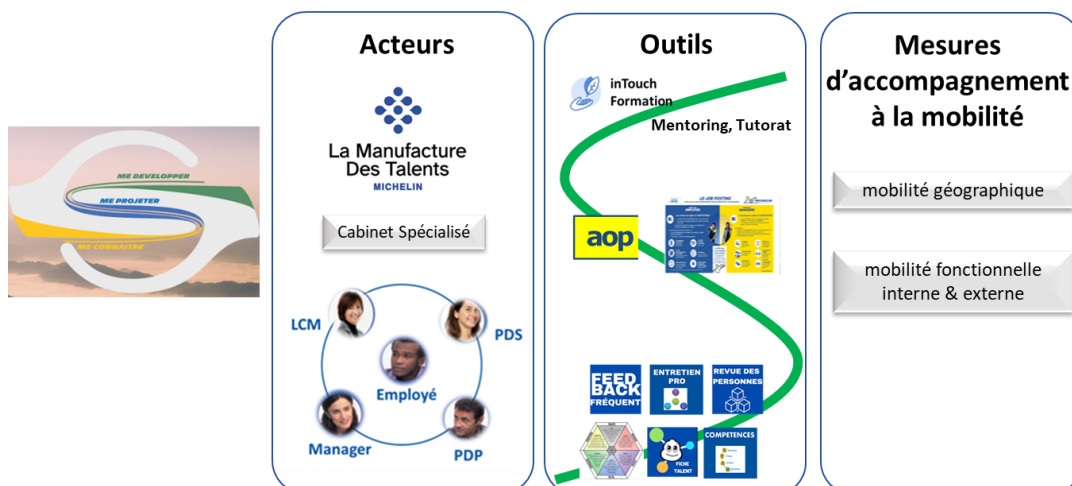 ME DEVELOPPER
ME PROJETER
ME CONNAITRE
Acteurs
La Manufacture
Des Talents
MICHELIN
Cabinet Spécialisé
LCM
PDS
Employé
Manager
PDP
Outils
inTouch
Formation
Mentoring, Tutorat
aop
LE JOB POSTING
FEED
BACK
FRÉQUENT
ENTRETIEN
PRO
REVUE DES
PERSONNES
FICHE
TALENT
COMPETENCES
Mesures
d’accompagnement
à la mobilité
mobilité géographique
mobilité fonctionnelle
interne & externe